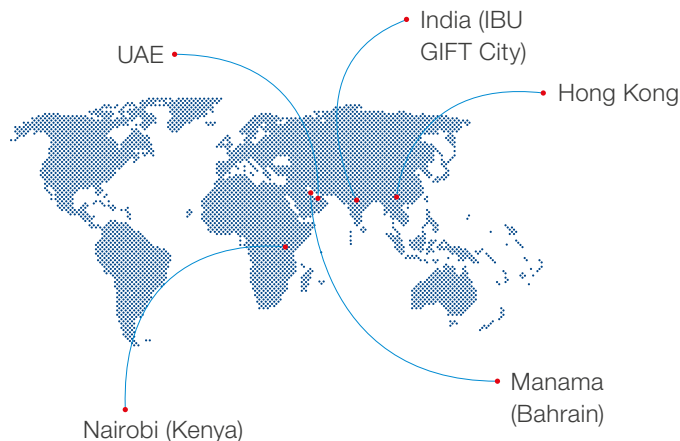 India (IBU
GIFT City)
UAE
Hong Kong
Manama
(Bahrain)
Nairobi (Kenya)